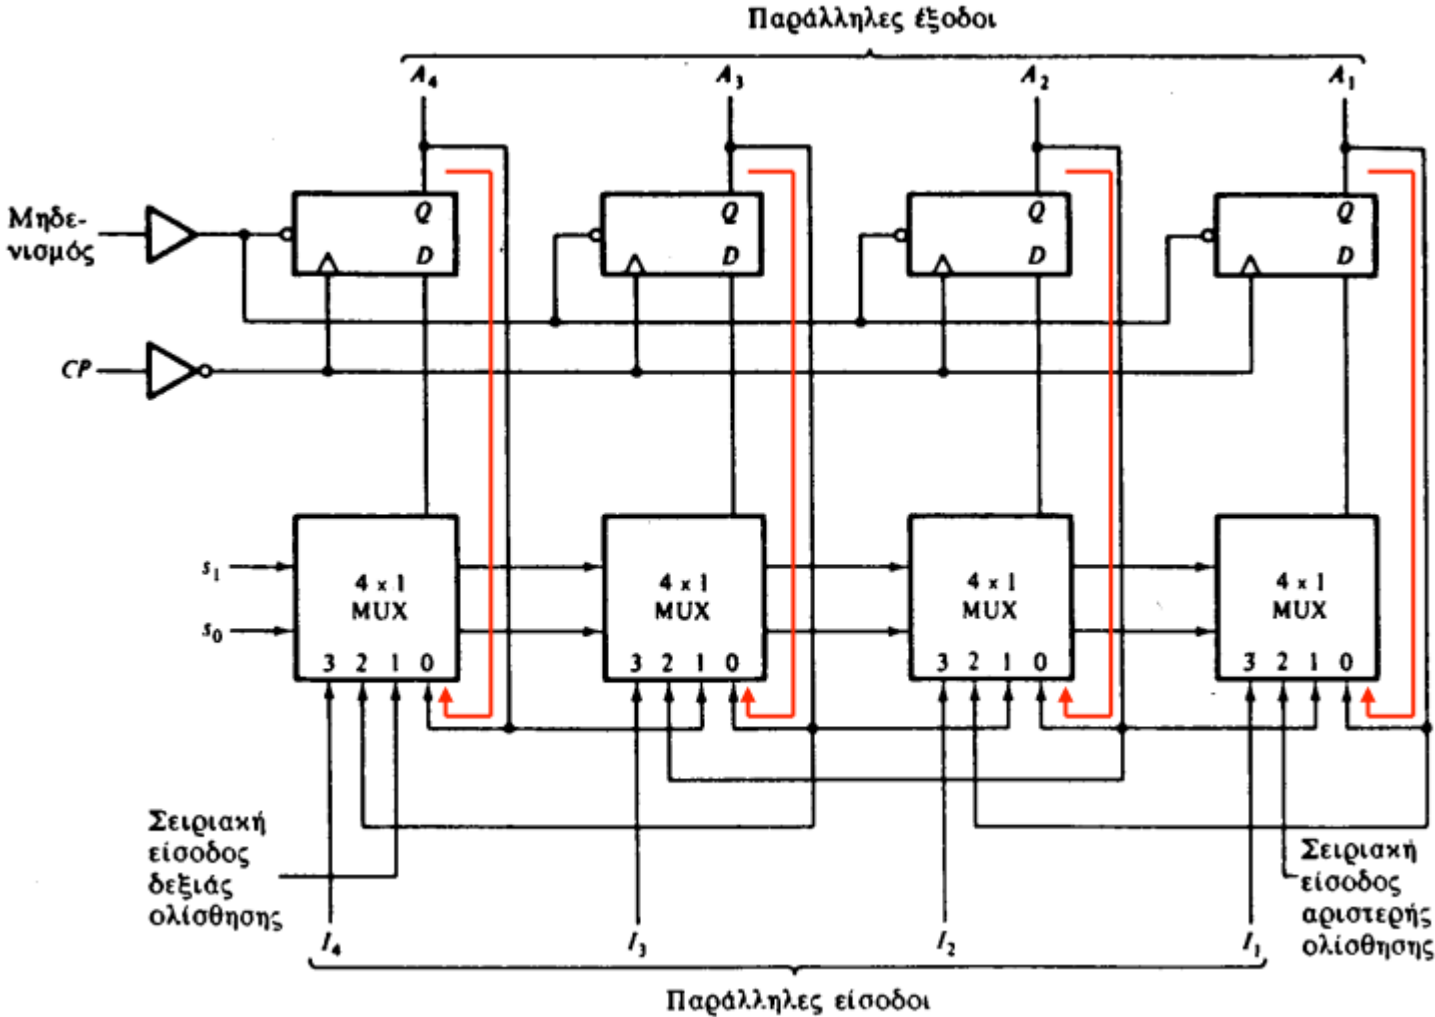 Παράλληλες έξοδοι
A4 A3 A2 A1
Μηδε-
νισμός
Q Q Q Q
D D D D
CP
s1
s0
4 x 1
MUX
4 x 1
MUX
4 x 1
MUX
4 x 1
MUX
3 2 1 0
3 2 1 0
3 2 1 0
3 2 1 0
Σειριακή
είσοδος
δεξιάς
ολίσθησης
Σειριακή
είσοδος
αριστερής
ολίσθησης
I4 I3 I2 I1
Παράλληλες είσοδοι